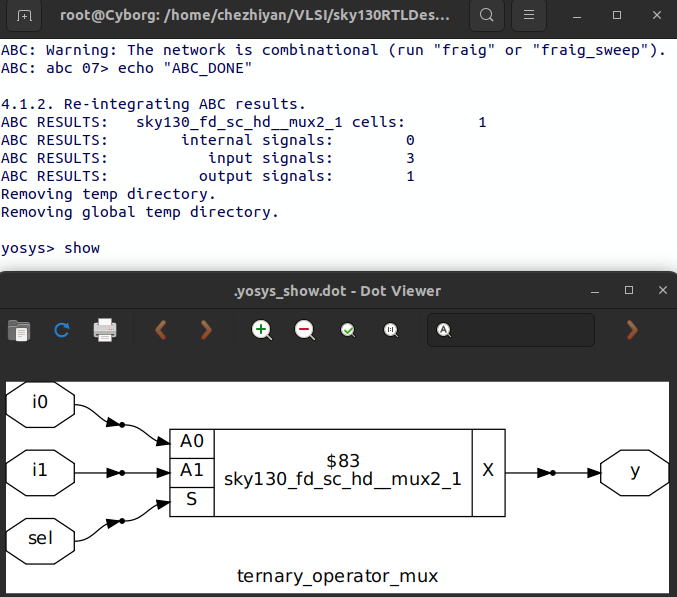 root@Cyborg: /home/chezhiyan/VLSI/sky130RTLDes...
ABC: Warning: The network is combinational (run "fraig" or "fraig_sweep").
ABC: abc 07> echo "ABC_DONE"
4.1.2. Re-integrating ABC results.
ABC RESULTS:   sky130_fd_sc_hd__mux2_1 cells:        1
ABC RESULTS:        internal signals:        0
ABC RESULTS:           input signals:        3
ABC RESULTS:          output signals:        1
Removing temp directory.
Removing global temp directory.
yosys> show
.yosys_show.dot - Dot Viewer
A
i0
A0
i1
A1
$83
sky130_fd_sc_hd__mux2_1
X
y
S
sel
ternary_operator_mux